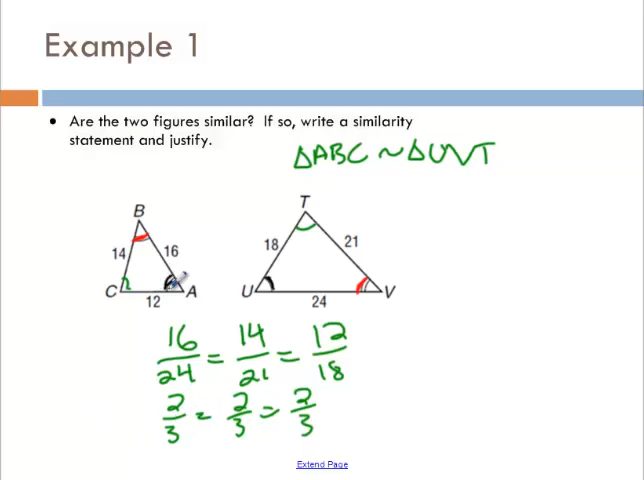 Example 1
• Are the two figures similar? If so, write a similarity
statement and justify.
ΔABC ~ ΔUVT
B
T
14
16
18
21
C
A
U
V
12
24
16/24 = 14/21 = 12/18
2/3 = 2/3 = 2/3
Extend Page